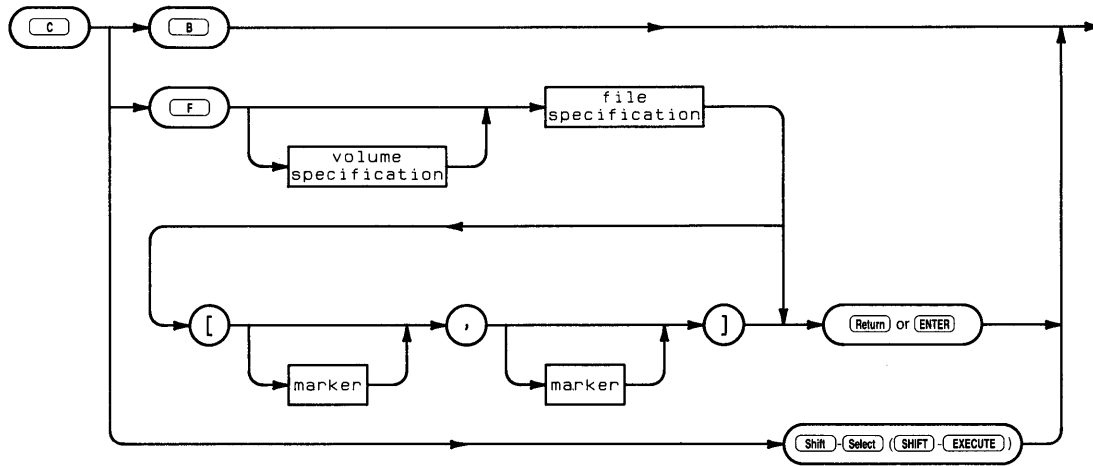 C B
F file
specification
volume
specification
[ , ] Return or ENTER
marker marker
Shift - Select ( SHIFT - EXECUTE )